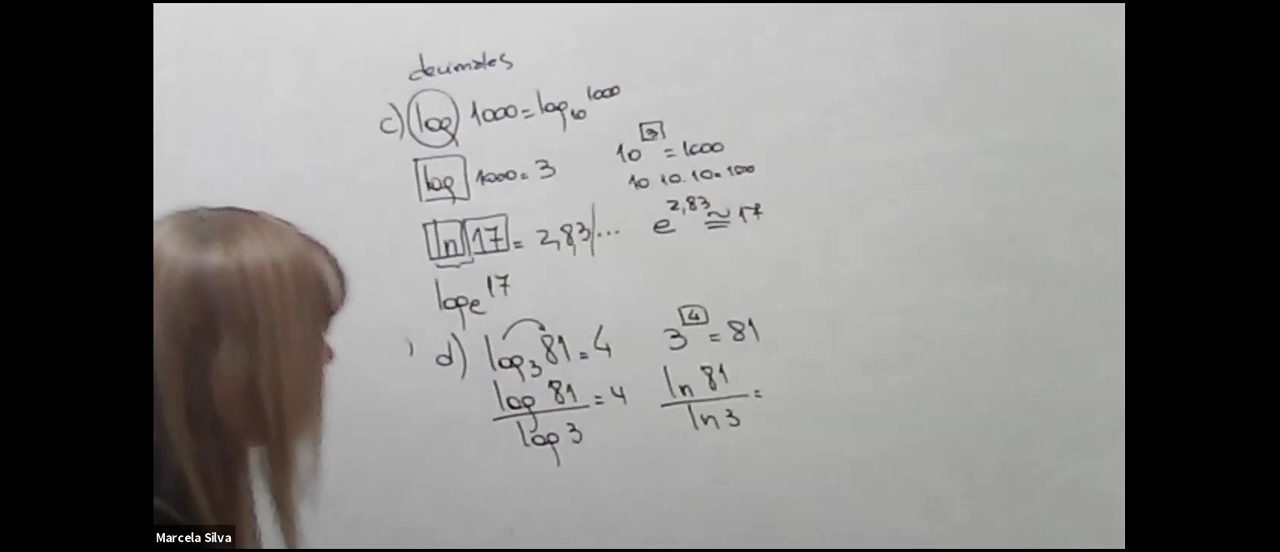 decimales
c) log 1000 = log₁₀ 1000
log 1000 = 3
10³ = 1000
10 10. 10 = 1000
ln 17 = 2,83/...
e^2,83 ≅ 17
logₑ 17
d) log₃ 81 = 4
3⁴ = 81
log 81 / log 3 = 4
ln 81 / ln 3 =
Marcela Silva